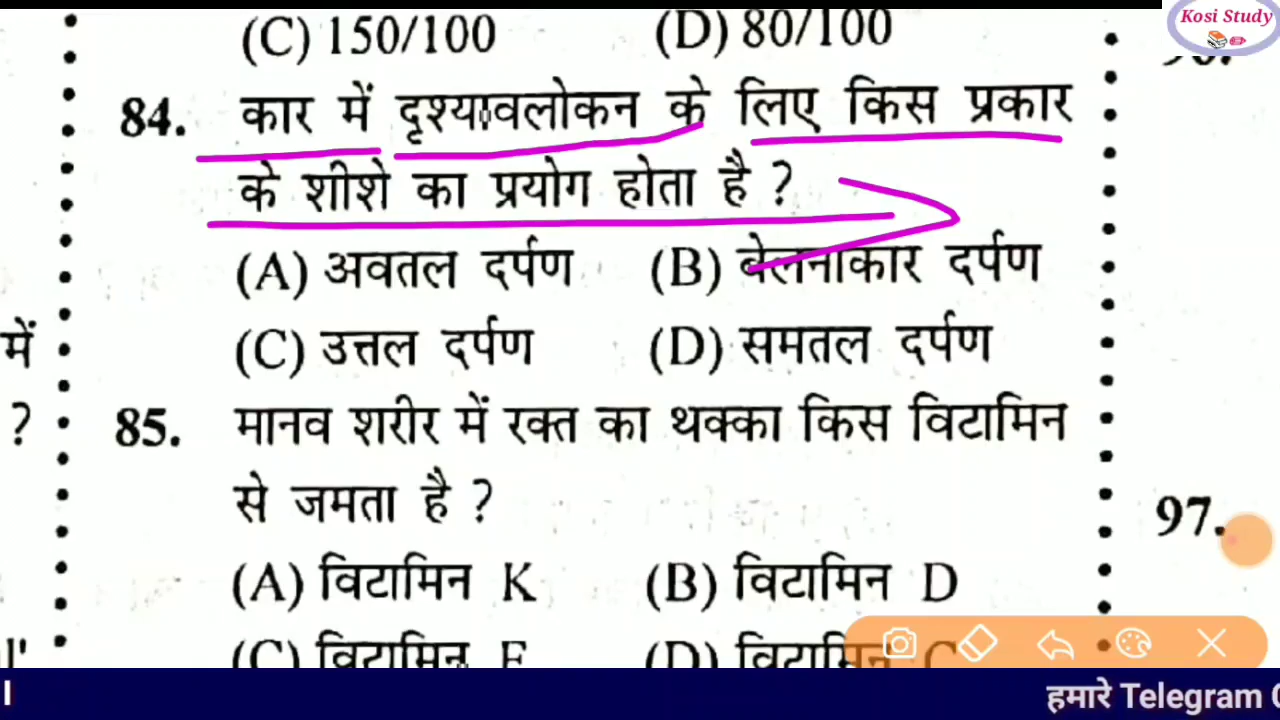 Kosi Study
(C) 150/100 (D) 80/100
84. कार में दृश्यावलोकन के लिए किस प्रकार
के शीशे का प्रयोग होता है ?
(A) अवतल दर्पण (B) बेलनाकार दर्पण
(C) उत्तल दर्पण (D) समतल दर्पण
में
?
85. मानव शरीर में रक्त का थक्का किस विटामिन
से जमता है ?
97.
(A) विटामिन K (B) विटामिन D
(C) विटामिन E (D) विटामिन C
l'
हमारे Telegram